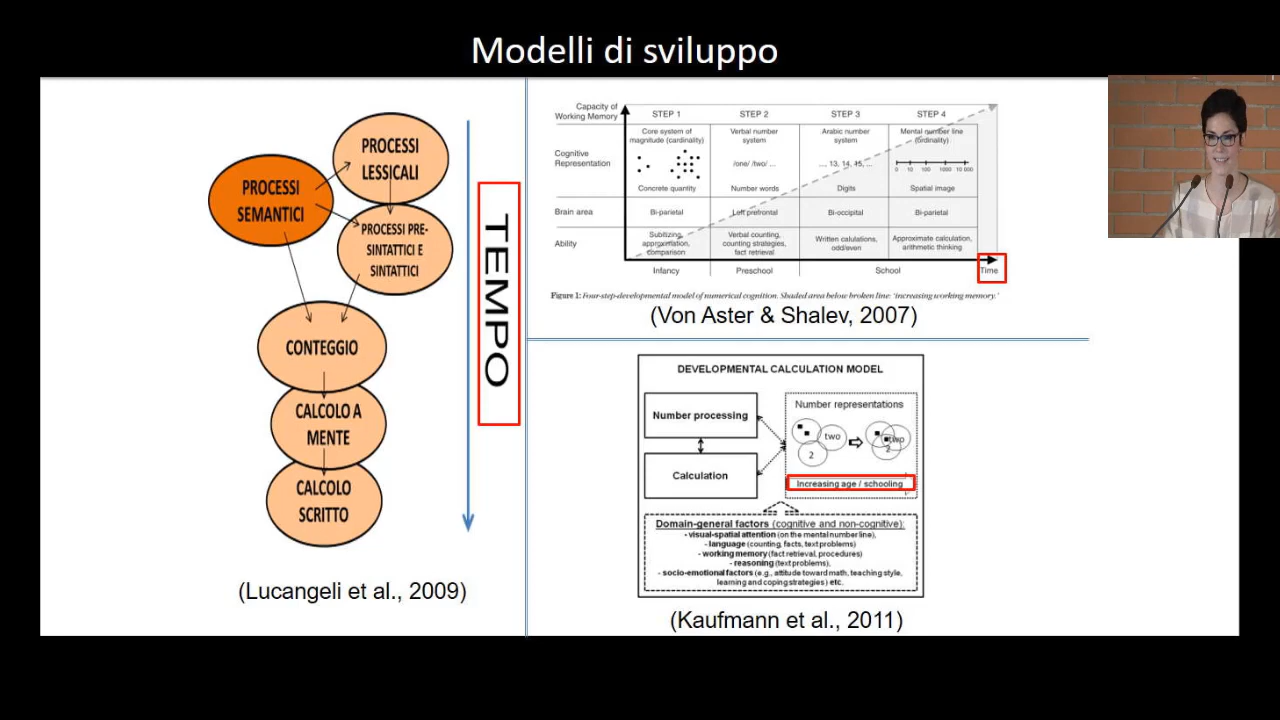 Modelli di sviluppo
PROCESSI
LESSICALI
PROCESSI
SEMANTICI
PROCESSI PRE-
SINTATTICI E
SINTATTICI
CONTEGGIO
CALCOLO A
MENTE
CALCOLO
SCRITTO
TEMPO
(Lucangeli et al., 2009)
Capacity of
Working Memory
STEP 1
STEP 2
STEP 3
STEP 4
Cognitive
Representation
Core system of
magnitude (cardinality)
Verbal number
system
Arabic number
system
Mental number line
(ordinality)
/one/ /two/ ...
..., 13, 14, 15, ...
0 10 100 1000 10 000
Concrete quantity
Number words
Digits
Spatial image
Brain area
Bi-parietal
Left prefrontal
Bi-occipital
Bi-parietal
Ability
Subitizing,
approximation,
comparison
Verbal counting,
counting strategies,
fact retrieval
Written calulations,
odd/even
Approximate calculation,
arithmetic thinking
Infancy
Preschool
School
Time
Figure 1: Four-step-developmental model of numerical cognition. Shaded area below broken line: 'increasing working memory.'
(Von Aster & Shalev, 2007)
DEVELOPMENTAL CALCULATION MODEL
Number processing
Calculation
Number representations
two
2
two
2
Increasing age / schooling
Domain-general factors (cognitive and non-cognitive):
- visual-spatial attention (on the mental number line),
- language (counting, facts, text problems)
- working memory (fact retrieval, procedures)
- reasoning (text problems),
- socio-emotional factors (e.g., attitude toward math, teaching style,
learning and coping strategies) etc.
(Kaufmann et al., 2011)